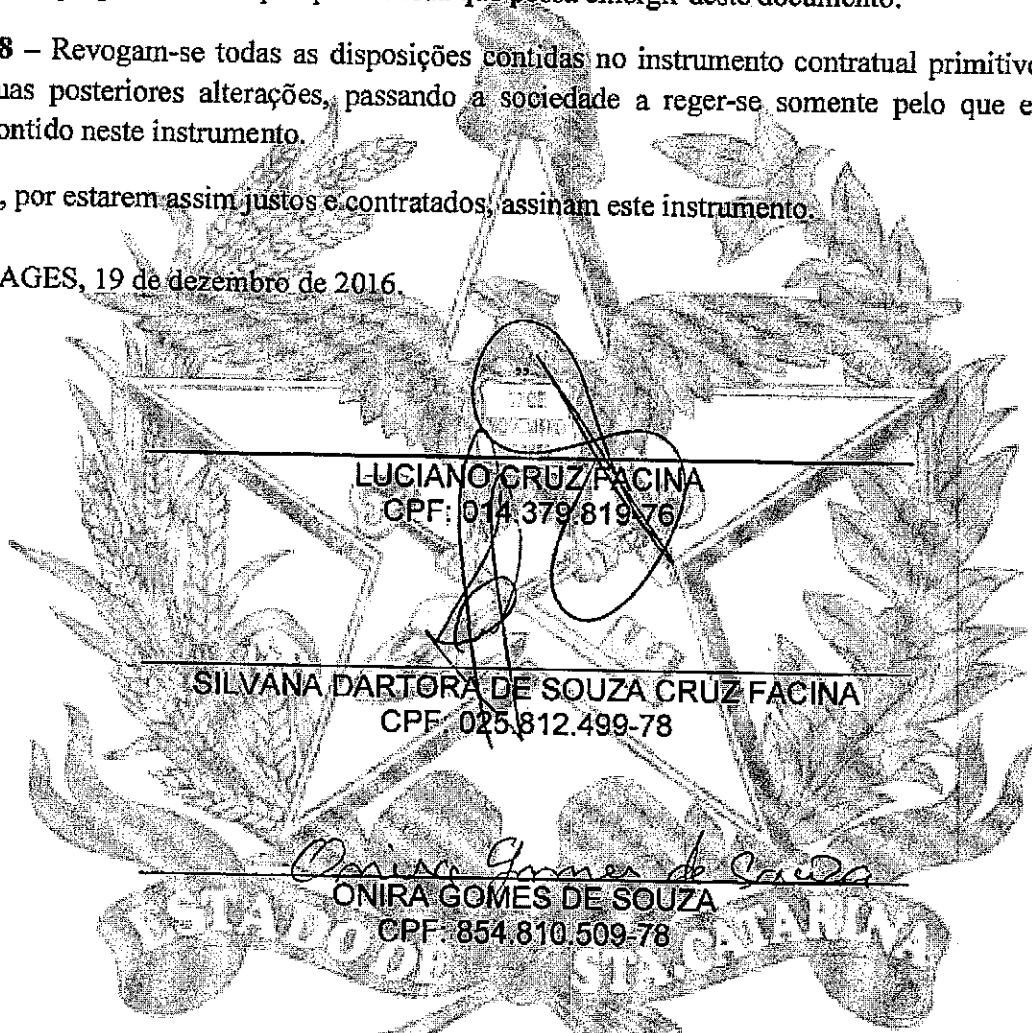 deste documento.
8 – Revogam-se todas as disposições contidas no instrumento contratual primitivo
uas posteriores alterações, passando a sociedade a reger-se somente pelo que e
ontido neste instrumento.
, por estarem assim justos e contratados, assinam este instrumento.
AGES, 19 de dezembro de 2016.
LUCIANO CRUZ FACINA
CPF: 014.379.819-76
SILVANA DARTORA DE SOUZA CRUZ FACINA
CPF: 025.812.499-78
Onira Gomes de Souza
ONIRA GOMES DE SOUZA
CPF: 854.810.509-78
ESTADO DE STA. CATARINA